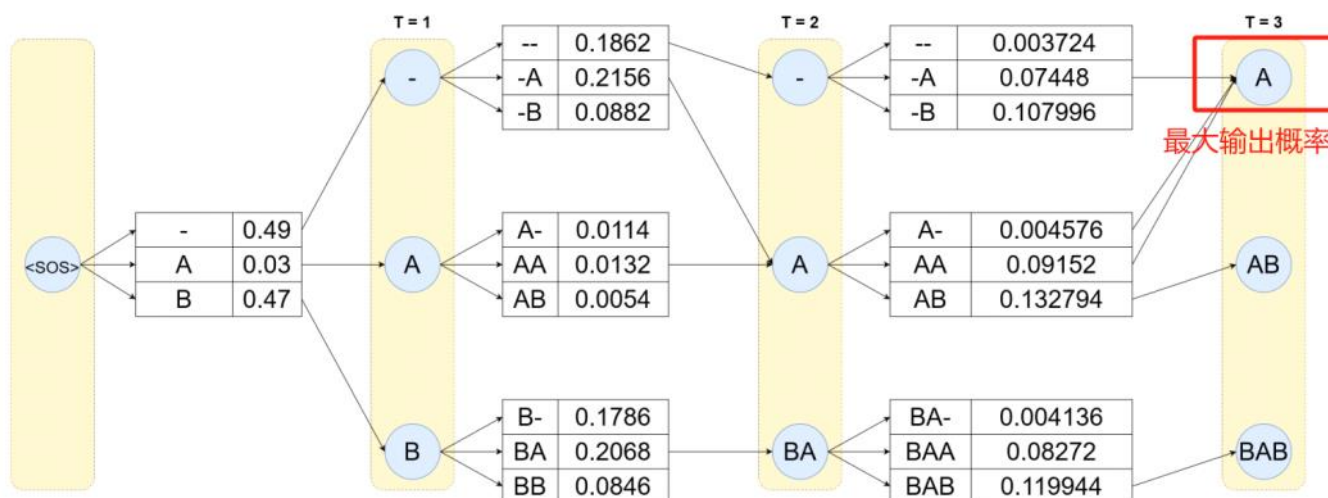 T = 1
T = 2
T = 3
<SOS>
- 0.49
A 0.03
B 0.47
-
A
B
-- 0.1862
-A 0.2156
-B 0.0882
A- 0.0114
AA 0.0132
AB 0.0054
B- 0.1786
BA 0.2068
BB 0.0846
-
A
BA
-- 0.003724
-A 0.07448
-B 0.107996
A- 0.004576
AA 0.09152
AB 0.132794
BA- 0.004136
BAA 0.08272
BAB 0.119944
A
最大输出概率
AB
BAB